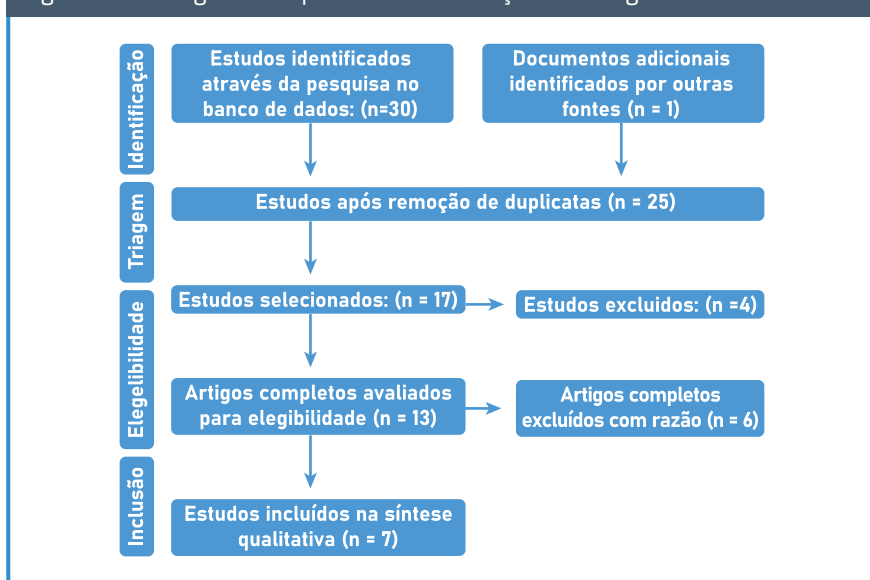 Identificação
Estudos identificados
através da pesquisa no
banco de dados: (n=30)
Documentos adicionais
identificados por outras
fontes (n = 1)
Triagem
Estudos após remoção de duplicatas (n = 25)
Elegelibilidade
Estudos selecionados: (n = 17)
Estudos excluidos: (n =4)
Artigos completos avaliados
para elegibilidade (n = 13)
Artigos completos
excluídos com razão (n = 6)
Inclusão
Estudos incluídos na síntese
qualitativa (n = 7)